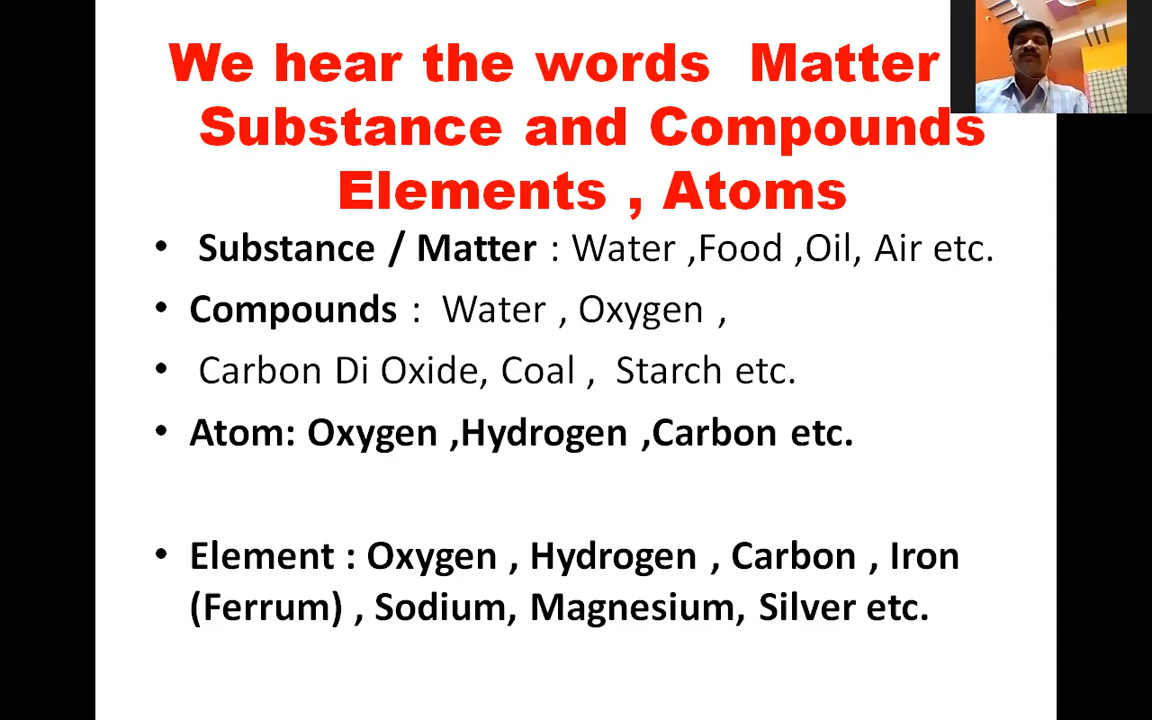 We hear the words Matter
Substance and Compounds
Elements , Atoms
• Substance / Matter : Water ,Food ,Oil, Air etc.
• Compounds : Water , Oxygen ,
• Carbon Di Oxide, Coal , Starch etc.
• Atom: Oxygen ,Hydrogen ,Carbon etc.
• Element : Oxygen , Hydrogen , Carbon , Iron
(Ferrum) , Sodium, Magnesium, Silver etc.